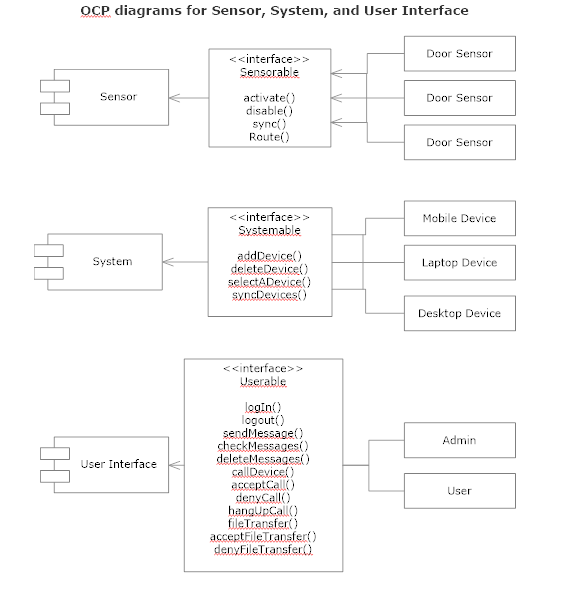 OCP diagrams for Sensor, System, and User Interface
Sensor
<<interface>>
Sensorable
activate()
disable()
sync()
Route()
Door Sensor
Door Sensor
Door Sensor
System
<<interface>>
Systemable
addDevice()
deleteDevice()
selectADevice()
syncDevices()
Mobile Device
Laptop Device
Desktop Device
User Interface
<<interface>>
Userable
logIn()
logout()
sendMessage()
checkMessages()
deleteMessages()
callDevice()
acceptCall()
denyCall()
hangUpCall()
fileTransfer()
acceptFileTransfer()
denyFileTransfer()
Admin
User